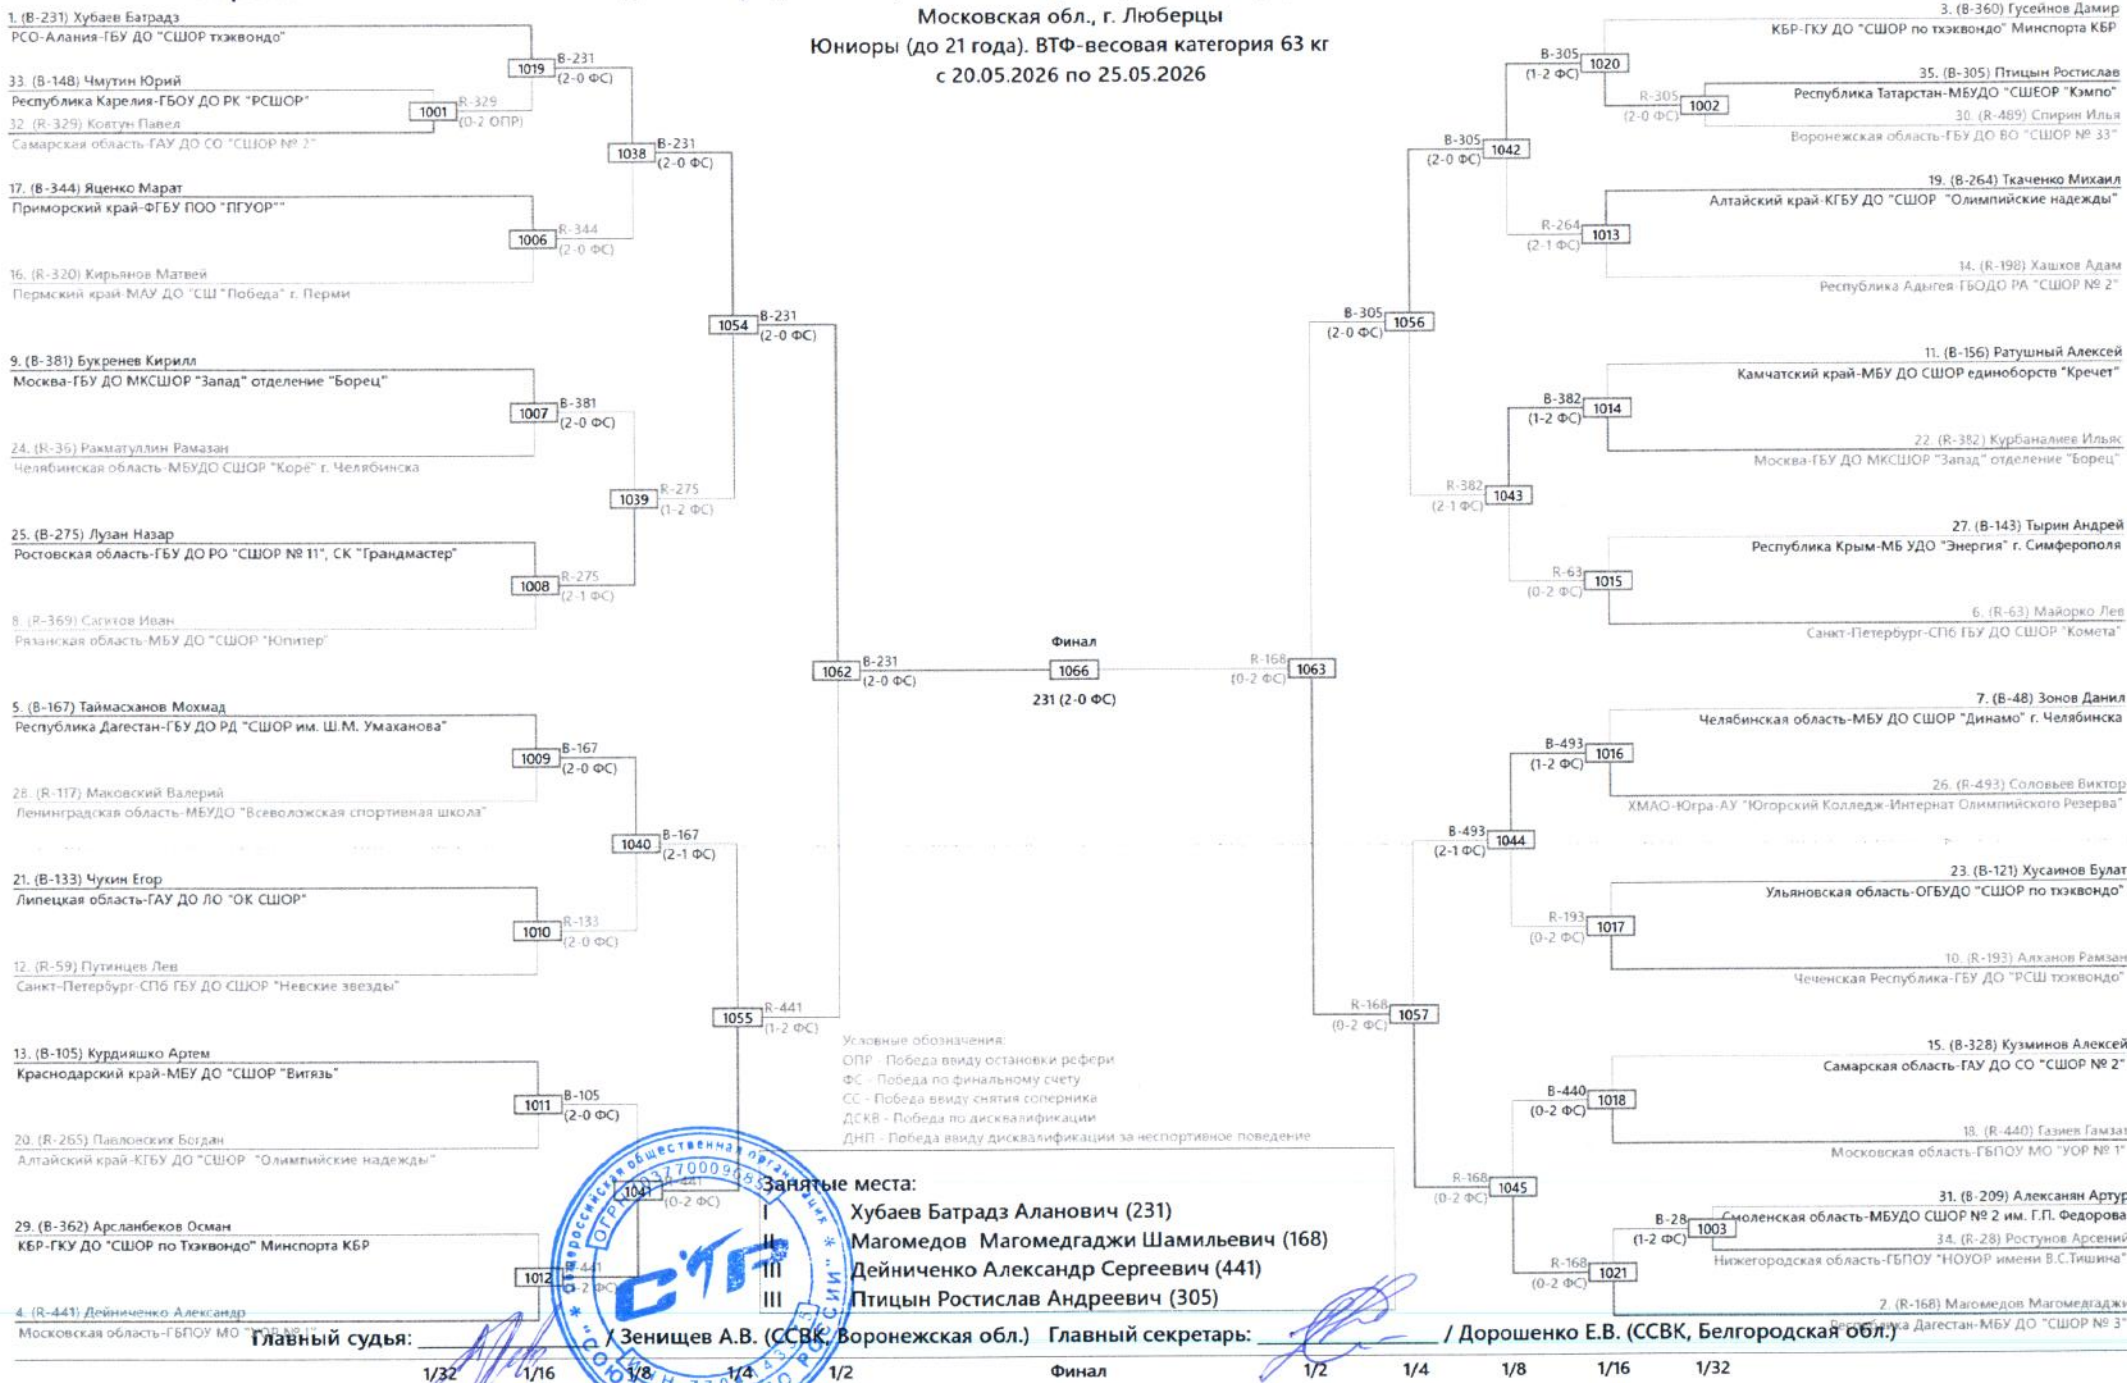 Московская обл., г. Люберцы
Юниоры (до 21 года). ВТФ-весовая категория 63 кг
с 20.05.2026 по 25.05.2026
1. (B-231) Хубаев Батрадз
РСО-Алания-ГБУ ДО "СШОР тхэквондо"
1019
B-231
(2-0 ФС)
33. (B-148) Чмутин Юрий
Республика Карелия-ГБОУ ДО РК "РСШОР"
1001
R-329
(0-2 ОПР)
32. (R-329) Ковтун Павел
Самарская область-ГАУ ДО СО "СШОР № 2"
1038
B-231
(2-0 ФС)
17. (B-344) Яценко Марат
Приморский край-ФГБУ ПОО "ПГУОР""
1006
R-344
(2-0 ФС)
16. (R-320) Кирьянов Матвей
Пермский край-МАУ ДО "СШ "Победа" г. Перми
1054
B-231
(2-0 ФС)
9. (B-381) Букренев Кирилл
Москва-ГБУ ДО МКСШОР "Запад" отделение "Борец"
1007
B-381
(2-0 ФС)
24. (R-36) Рахматуллин Рамазан
Челябинская область-МБУДО СШОР "Корё" г. Челябинска
1039
R-275
(1-2 ФС)
25. (B-275) Лузан Назар
Ростовская область-ГБУ ДО РО "СШОР № 11", СК "Грандмастер"
1008
R-275
(2-1 ФС)
8. (R-369) Сагитов Иван
Рязанская область-МБУ ДО "СШОР "Юпитер"
1062
B-231
(2-0 ФС)
5. (B-167) Таймасханов Мохмад
Республика Дагестан-ГБУ ДО РД "СШОР им. Ш.М. Умаханова"
1009
B-167
(2-0 ФС)
28. (R-117) Маковский Валерий
Ленинградская область-МБУДО "Всеволожская спортивная школа"
1040
B-167
(2-1 ФС)
21. (B-133) Чукин Егор
Липецкая область-ГАУ ДО ЛО "ОК СШОР"
1010
R-133
(2-0 ФС)
12. (R-59) Путинцев Лев
Санкт-Петербург-СПб ГБУ ДО СШОР "Невские звезды"
1055
R-441
(1-2 ФС)
13. (B-105) Курдияшко Артем
Краснодарский край-МБУ ДО "СШОР "Витязь"
1011
B-105
(2-0 ФС)
20. (R-265) Павловских Богдан
Алтайский край-КГБУ ДО "СШОР "Олимпийские надежды"
1041
R-441
(0-2 ФС)
29. (B-362) Арсланбеков Осман
КБР-ГКУ ДО "СШОР по Тхэквондо" Минспорта КБР
1012
4. (R-441) Дейниченко Александр
Московская область-ГБПОУ МО "УОР № 1"
Финал
1066
231 (2-0 ФС)
3. (B-360) Гусейнов Дамир
КБР-ГКУ ДО "СШОР по тхэквондо" Минспорта КБР
B-305
(1-2 ФС)
1020
35. (B-305) Птицын Ростислав
Республика Татарстан-МБУДО "СШЕОР "Кэмпо"
R-305
(2-0 ФС)
1002
30. (R-489) Спирин Илья
Воронежская область-ГБУ ДО ВО "СШОР № 33"
B-305
(2-0 ФС)
1042
19. (B-264) Ткаченко Михаил
Алтайский край-КГБУ ДО "СШОР "Олимпийские надежды"
R-264
(2-1 ФС)
1013
14. (R-198) Хашхов Адам
Республика Адыгея-ГБОДО РА "СШОР № 2"
B-305
(2-0 ФС)
1056
11. (B-156) Ратушный Алексей
Камчатский край-МБУ ДО СШОР единоборств "Кречет"
B-382
(1-2 ФС)
1014
22. (R-382) Курбаналиев Ильяс
Москва-ГБУ ДО МКСШОР "Запад" отделение "Борец"
R-382
(2-1 ФС)
1043
27. (B-143) Тырин Андрей
Республика Крым-МБ УДО "Энергия" г. Симферополя
R-63
(0-2 ФС)
1015
6. (R-63) Майорко Лев
Санкт-Петербург-СПб ГБУ ДО СШОР "Комета"
R-168
(0-2 ФС)
1063
7. (B-48) Зонов Данил
Челябинская область-МБУ ДО СШОР "Динамо" г. Челябинска
B-493
(1-2 ФС)
1016
26. (R-493) Соловьев Виктор
ХМАО-Югра-АУ "Югорский Колледж-Интернат Олимпийского Резерва"
B-493
(2-1 ФС)
1044
23. (B-121) Хусаинов Булат
Ульяновская область-ОГБУДО "СШОР по тхэквондо"
R-193
(0-2 ФС)
1017
10. (R-193) Алханов Рамзан
Чеченская Республика-ГБУ ДО "РСШ тхэквондо"
R-168
(0-2 ФС)
1057
15. (B-328) Кузминов Алексей
Самарская область-ГАУ ДО СО "СШОР № 2"
B-440
(0-2 ФС)
1018
18. (R-440) Газиев Гамзат
Московская область-ГБПОУ МО "УОР № 1"
R-168
(0-2 ФС)
1045
31. (B-209) Алексанян Артур
Смоленская область-МБУДО СШОР № 2 им. Г.П. Федорова
B-28
(1-2 ФС)
1003
34. (R-28) Ростунов Арсений
Нижегородская область-ГБПОУ "НОУОР имени В.С.Тишина"
R-168
(0-2 ФС)
1021
2. (R-168) Магомедов Магомедгаджи
Республика Дагестан-МБУ ДО "СШОР № 3"
Условные обозначения:
ОПР - Победа ввиду остановки рефери
ФС - Победа по финальному счету
СС - Победа ввиду снятия соперника
ДСКВ - Победа по дисквалификации
ДНП - Победа ввиду дисквалификации за неспортивное поведение
Занятые места:
I Хубаев Батрадз Аланович (231)
II Магомедов Магомедгаджи Шамильевич (168)
III Дейниченко Александр Сергеевич (441)
III Птицын Ростислав Андреевич (305)
Главный судья: / Зенищев А.В. (ССВК, Воронежская обл.) Главный секретарь: / Дорошенко Е.В. (ССВК, Белгородская обл.)
1/32 1/16 1/8 1/4 1/2 Финал 1/2 1/4 1/8 1/16 1/32